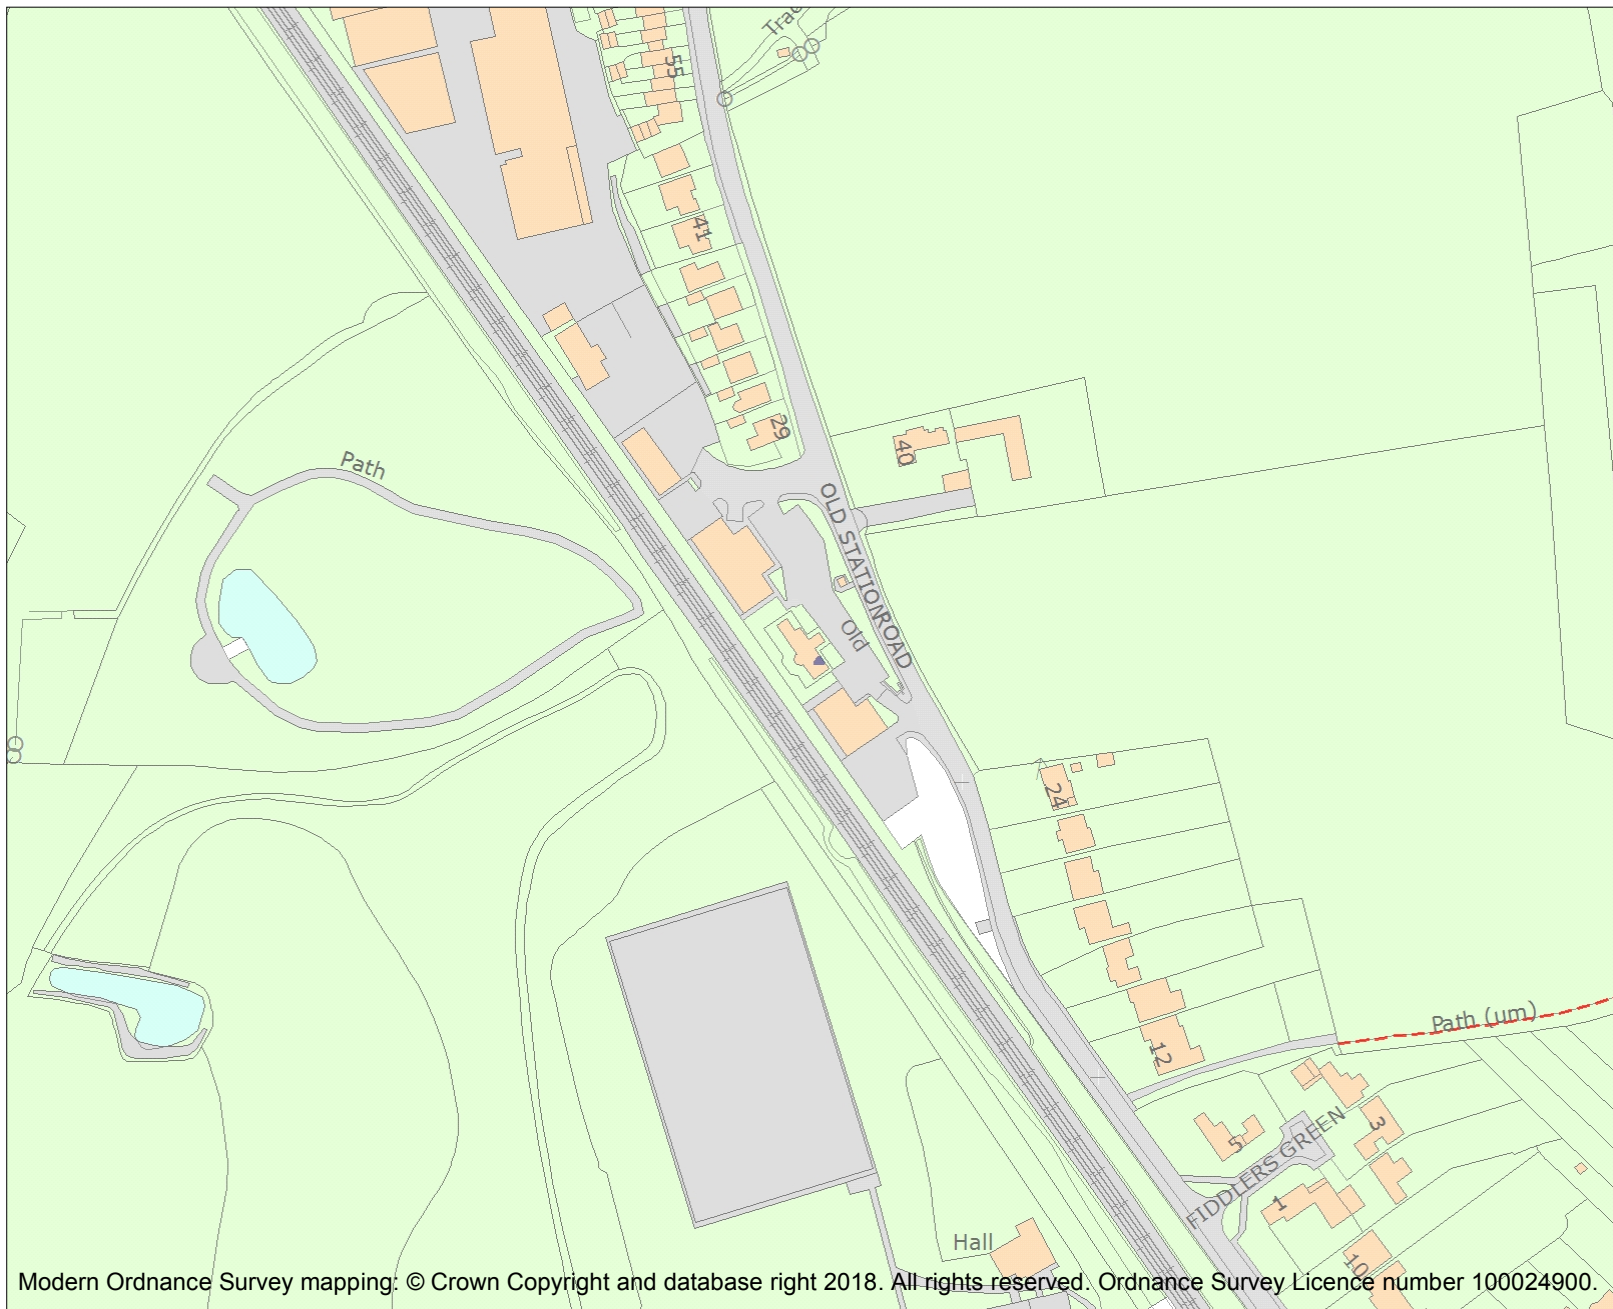 Trac
55
41
29
40
Path
OLD STATION ROAD
Old
24
Path (um)
12
3
5
FIDDLERS GREEN
1
Hall
10
Modern Ordnance Survey mapping: © Crown Copyright and database right 2018. All rights reserved. Ordnance Survey Licence number 100024900.